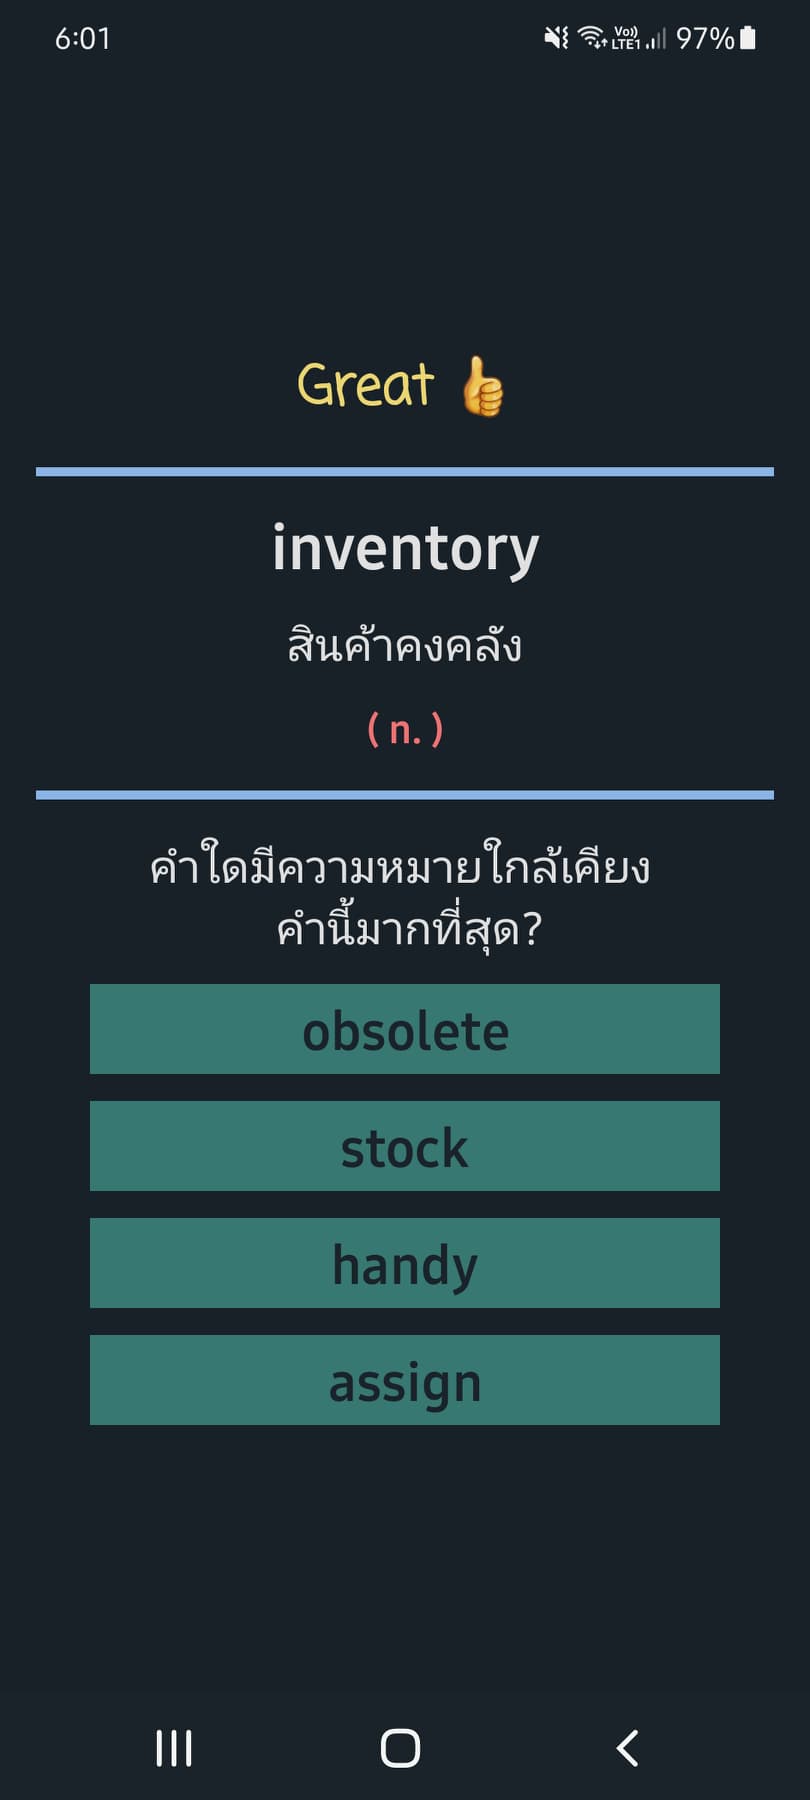 6:01 Vo)) LTE1 97%
Great 👍
inventory
สินค้าคงคลัง
( n. )
คำใดมีความหมายใกล้เคียง
คำนี้มากที่สุด?
obsolete
stock
handy
assign